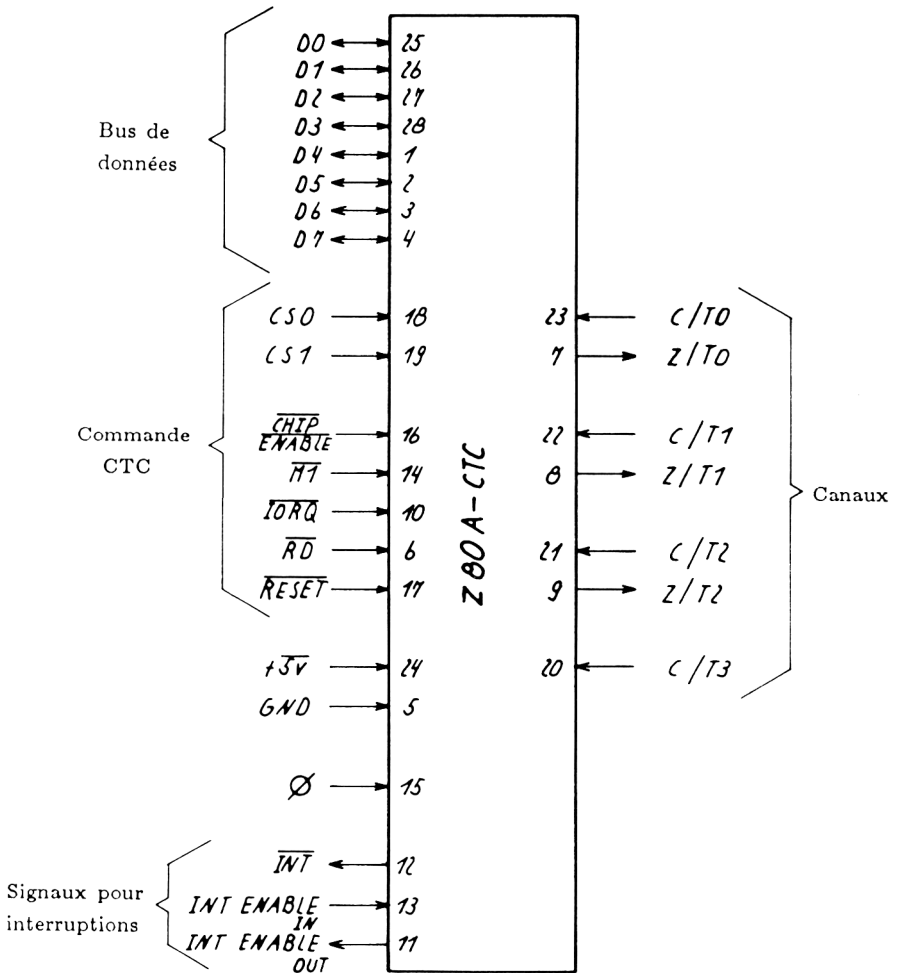 Bus de
données
D0 25
D1 26
D2 27
D3 28
D4 1
D5 2
D6 3
D7 4
Commande
CTC
CS0 18
CS1 19
CHIP
ENABLE 16
M1 14
IORQ 10
RD 6
RESET 17
+5V 24
GND 5
Ø 15
Signaux pour
interruptions
INT 12
INT ENABLE
IN 13
INT ENABLE
OUT 11
Z80A-CTC
23 C/T0
7 Z/T0
22 C/T1
8 Z/T1
21 C/T2
9 Z/T2
20 C/T3
Canaux